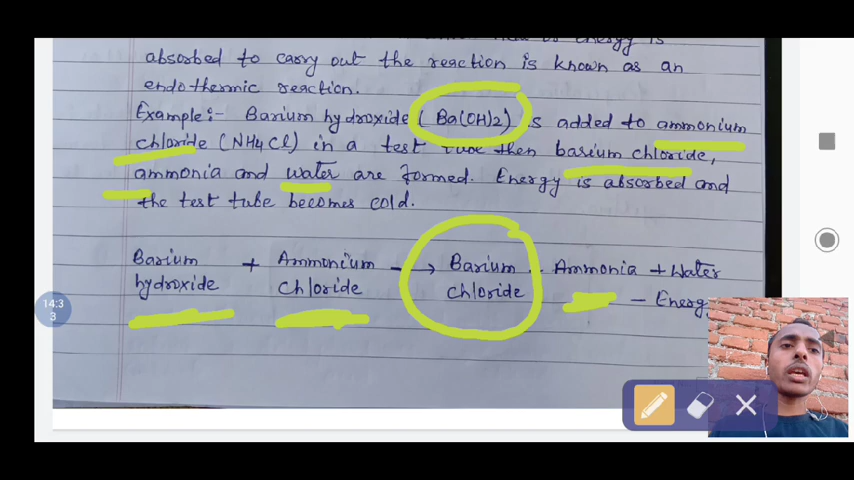 absorbed to carry out the reaction is known as an
endothermic reaction.
Example:- Barium hydroxide (Ba(OH)2) is added to ammonium
chloride (NH4Cl) in a test tube then barium chloride,
ammonia and water are formed. Energy is absorbed and
the test tube becomes cold.
Barium + Ammonium → Barium Ammonia + Water
hydroxide Chloride Chloride – Energy
14:3
3